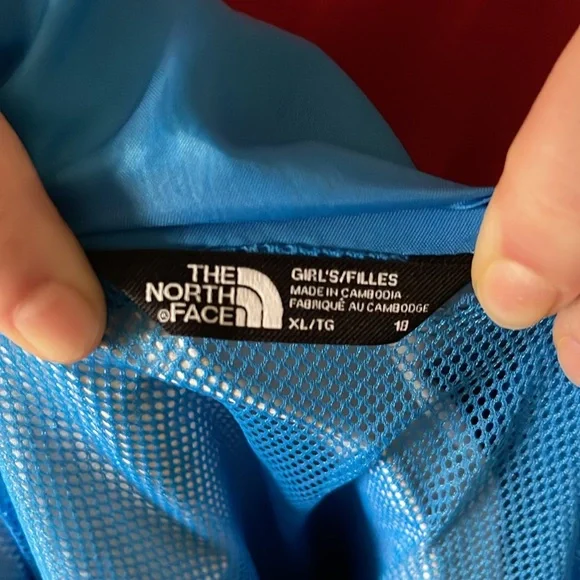 THE
NORTH
®FACE
GIRL'S/FILLES
MADE IN CAMBODIA
FABRIQUÉ AU CAMBODGE
XL/TG 18